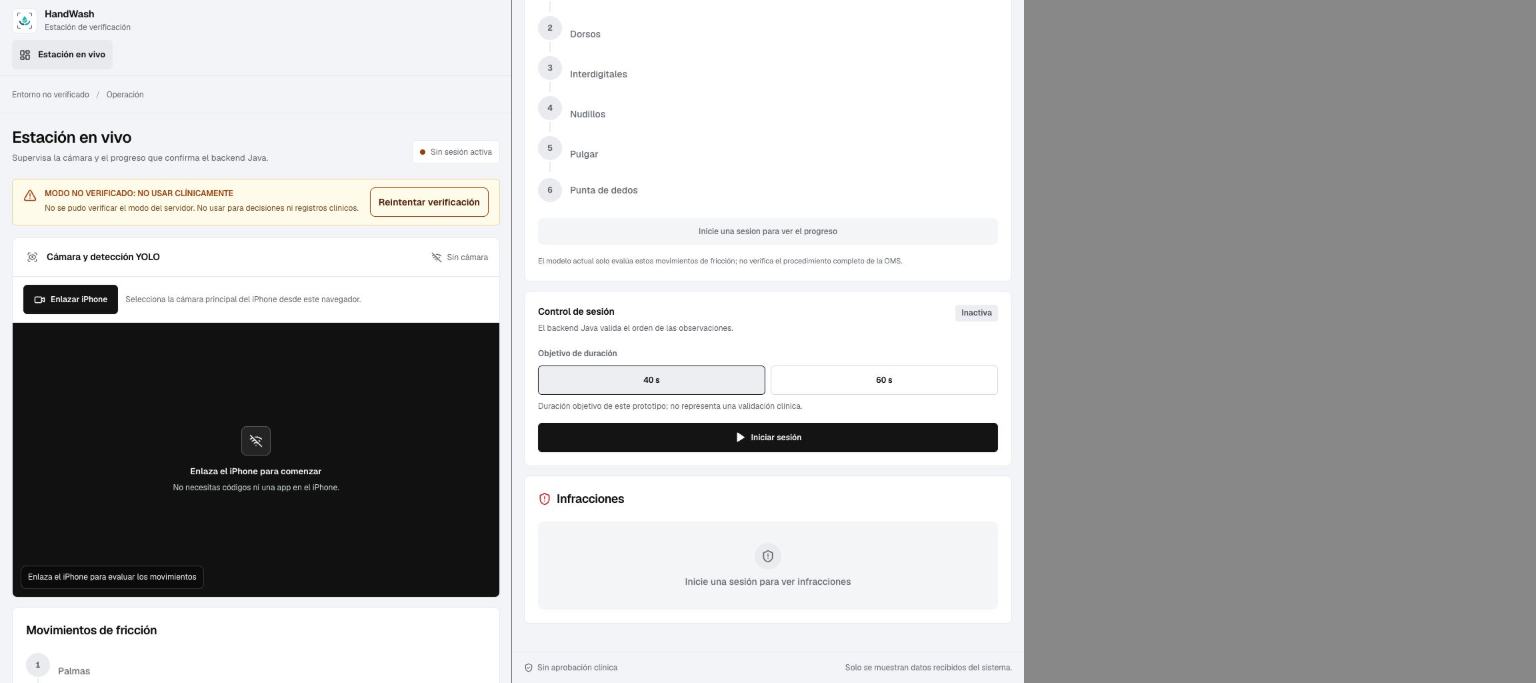 HandWash
Estación de verificación
Estación en vivo
Entorno no verificado / Operación
Estación en vivo
Supervisa la cámara y el progreso que confirma el backend Java.
Sin sesión activa
MODO NO VERIFICADO: NO USAR CLÍNICAMENTE
No se pudo verificar el modo del servidor. No usar para decisiones ni registros clínicos.
Reintentar verificación
Cámara y detección YOLO
Sin cámara
Enlazar iPhone
Selecciona la cámara principal del iPhone desde este navegador.
Enlaza el iPhone para comenzar
No necesitas códigos ni una app en el iPhone.
Enlaza el iPhone para evaluar los movimientos
Movimientos de fricción
1 Palmas
2 Dorsos
3 Interdigitales
4 Nudillos
5 Pulgar
6 Punta de dedos
Inicie una sesion para ver el progreso
El modelo actual solo evalúa estos movimientos de fricción; no verifica el procedimiento completo de la OMS.
Control de sesión
Inactiva
El backend Java valida el orden de las observaciones.
Objetivo de duración
40 s
60 s
Duración objetivo de este prototipo; no representa una validación clínica.
Iniciar sesión
Infracciones
Inicie una sesión para ver infracciones
Sin aprobación clínica
Solo se muestran datos recibidos del sistema.